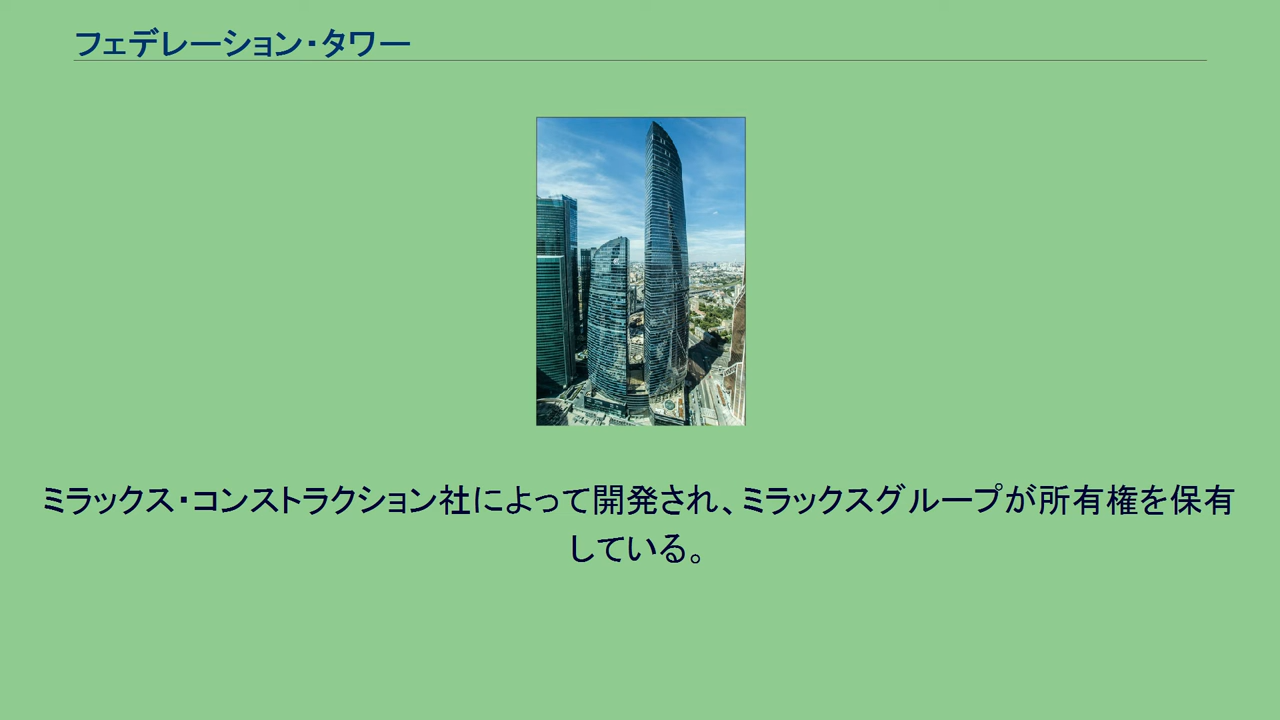 フェデレーション・タワー
ミラックス・コンストラクション社によって開発され、ミラックスグループが所有権を保有
している。